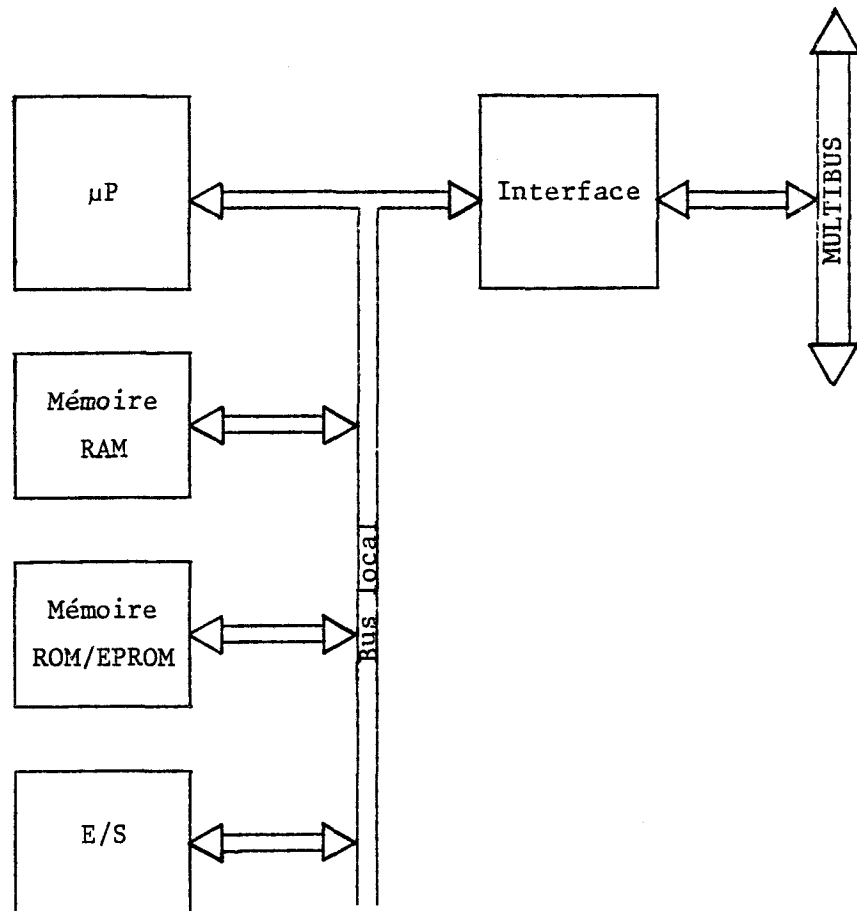 µP
Interface
MULTIBUS
Mémoire
RAM
Bus local
Mémoire
ROM/EPROM
E/S